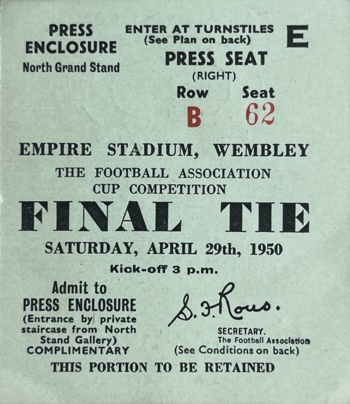 PRESS
ENCLOSURE
North Grand Stand
ENTER AT TURNSTILES
(See Plan on back)
E
PRESS SEAT
(RIGHT)
Row Seat
B 62
EMPIRE STADIUM, WEMBLEY
THE FOOTBALL ASSOCIATION
CUP COMPETITION
FINAL TIE
SATURDAY, APRIL 29th, 1950
Kick-off 3 p.m.
Admit to
PRESS ENCLOSURE
(Entrance by private
staircase from North
Stand Gallery)
COMPLIMENTARY
S. F. Rous.
SECRETARY.
The Football Association
(See Conditions on back)
THIS PORTION TO BE RETAINED